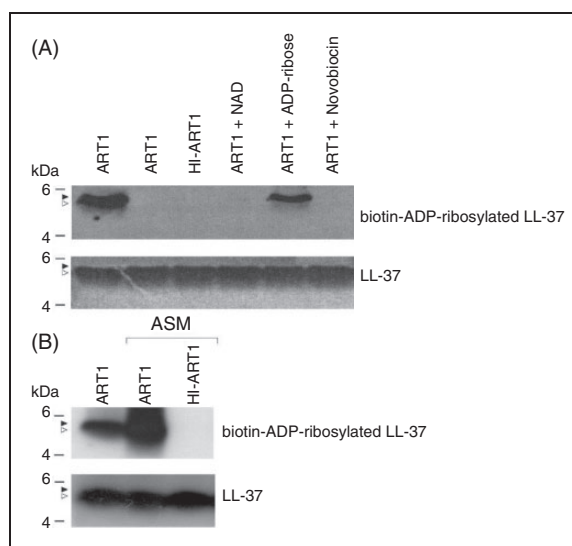 (A)
ART1
ART1
HI-ART1
ART1 + NAD
ART1 + ADP-ribose
ART1 + Novobiocin
kDa
6
4
biotin-ADP-ribosylated LL-37
6
4
LL-37
(B)
ASM
ART1
ART1
HI-ART1
kDa
6
4
biotin-ADP-ribosylated LL-37
6
4
LL-37